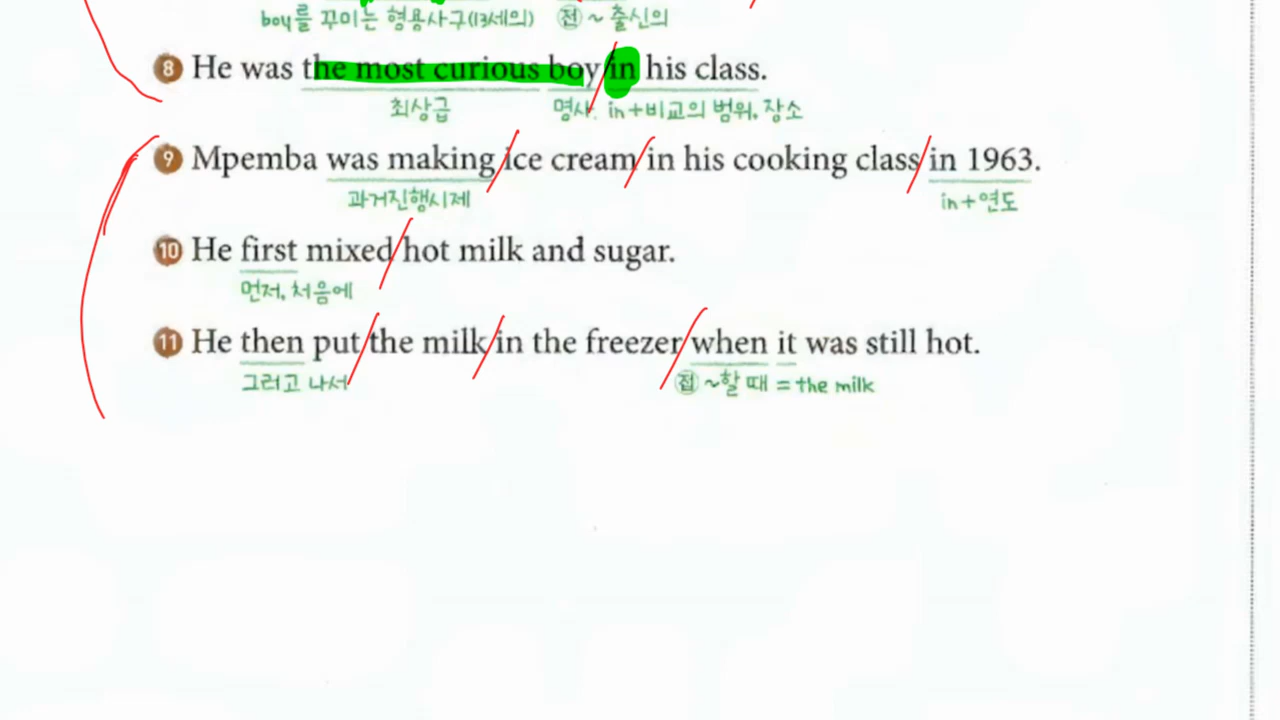 boy를 꾸미는 형용사구(13세의) 전 ~ 출신의
8 He was the most curious boy in his class.
최상급 명사 in+비교의 범위, 장소
9 Mpemba was making ice cream in his cooking class in 1963.
과거진행시제 in+연도
10 He first mixed hot milk and sugar.
먼저, 처음에
11 He then put the milk in the freezer when it was still hot.
그러고 나서 접 ~할 때 = the milk